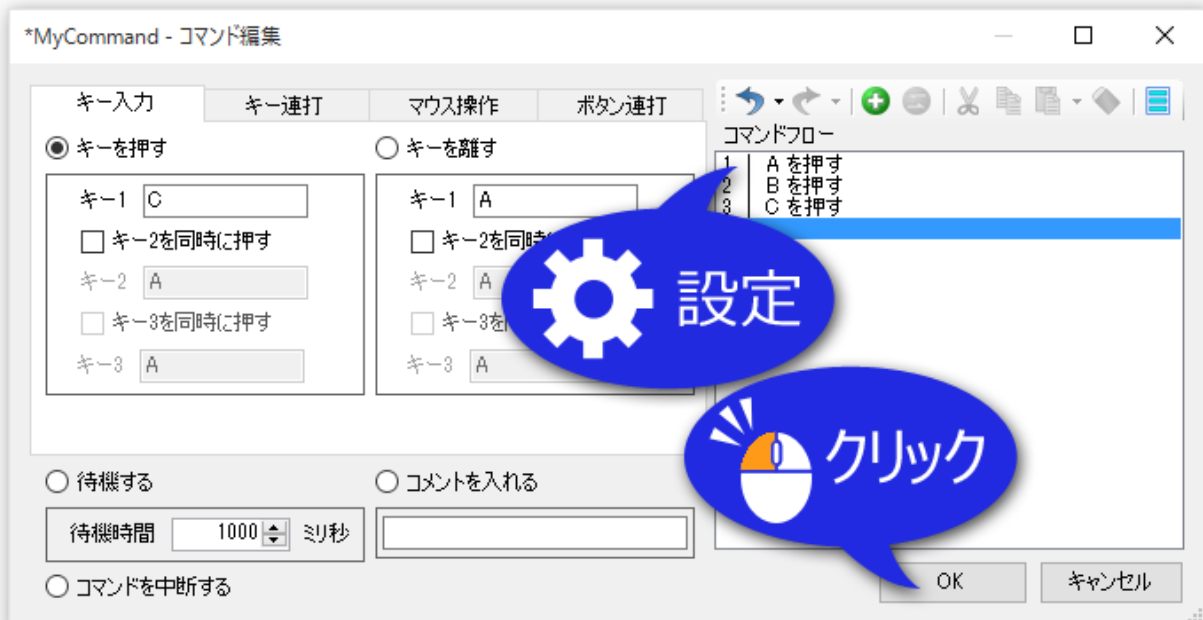 *MyCommand - コマンド編集
キー入力
キー連打
マウス操作
ボタン連打
キーを押す
キー1 C
キー2を同時に押す
キー2 A
キー3を同時に押す
キー3 A
キーを離す
キー1 A
キー2を同時
キー2 A
キー3を
キー3 A
待機する
待機時間 1000 ミリ秒
コメントを入れる
コマンドを中断する
コマンドフロー
1 A を押す
2 B を押す
3 C を押す
設定
クリック
OK
キャンセル